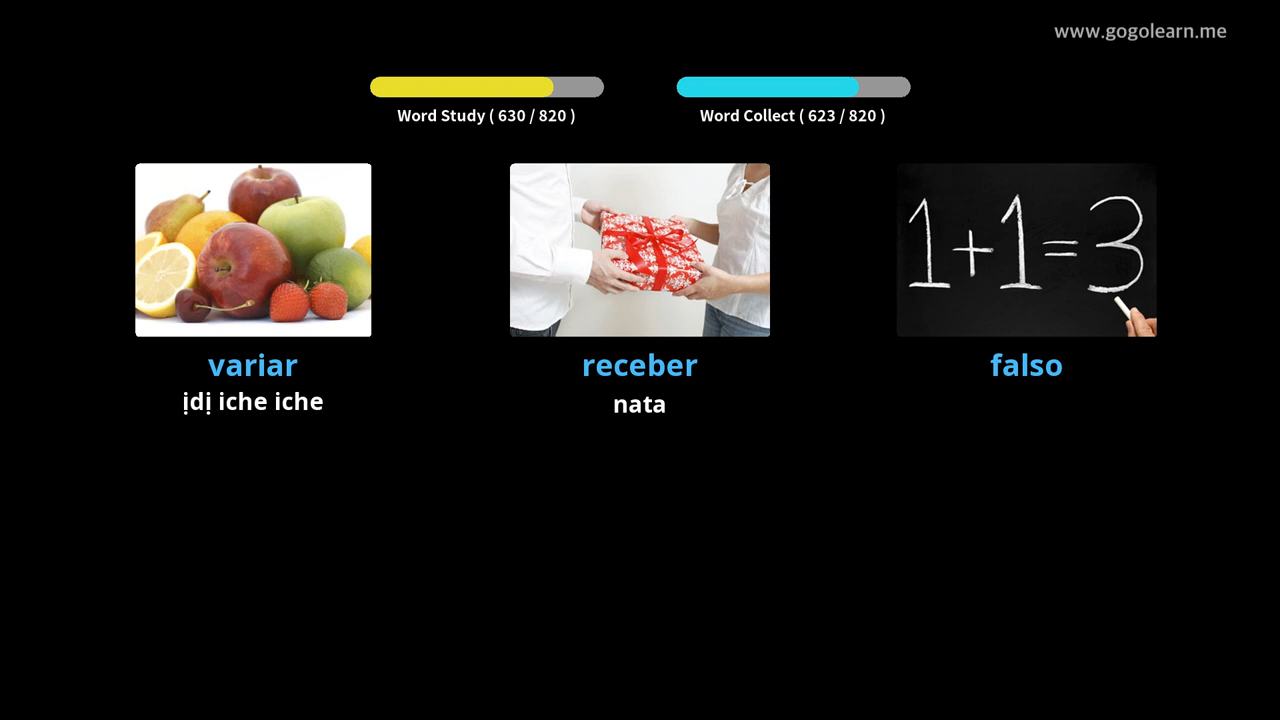 www.gogolearn.me
Word Study ( 630 / 820 )
Word Collect ( 623 / 820 )
1+1=3
variar
receber
falso
ịdị iche iche
nata